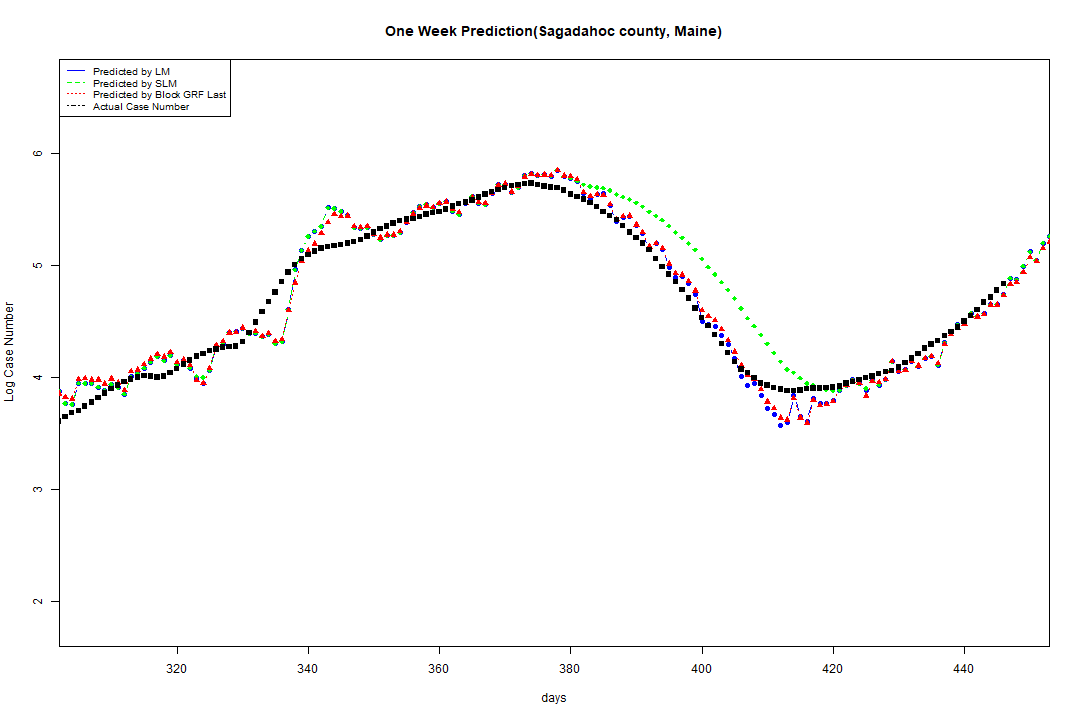 One Week Prediction(Sagadahoc county, Maine)
Predicted by LM
Predicted by SLM
Predicted by Block GRF Last
Actual Case Number
6
5
4
3
2
Log Case Number
320 340 360 380 400 420 440
days